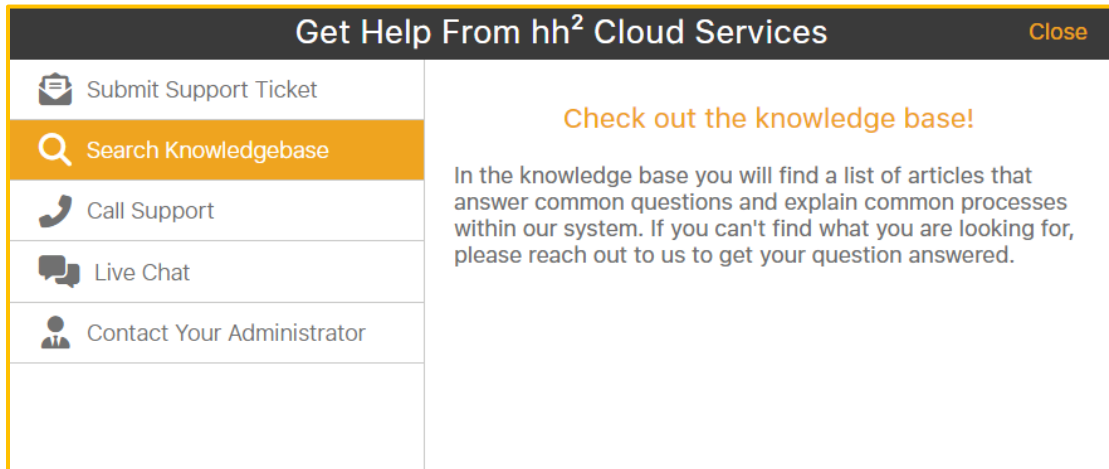 Get Help From hh² Cloud Services
Close
Submit Support Ticket
Search Knowledgebase
Call Support
Live Chat
Contact Your Administrator
Check out the knowledge base!
In the knowledge base you will find a list of articles that
answer common questions and explain common processes
within our system. If you can't find what you are looking for,
please reach out to us to get your question answered.